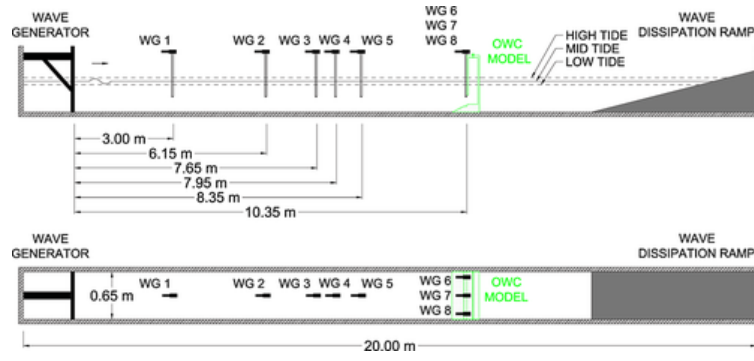 WAVE
GENERATOR
WG 1
WG 2
WG 3
WG 4
WG 5
WG 6
WG 7
WG 8
OWC
MODEL
HIGH TIDE
MID TIDE
LOW TIDE
WAVE
DISSIPATION RAMP
3.00 m
6.15 m
7.65 m
7.95 m
8.35 m
10.35 m
WAVE
GENERATOR
0.65 m
WG 1
WG 2
WG 3
WG 4
WG 5
WG 6
WG 7
WG 8
OWC
MODEL
WAVE
DISSIPATION RAMP
20.00 m